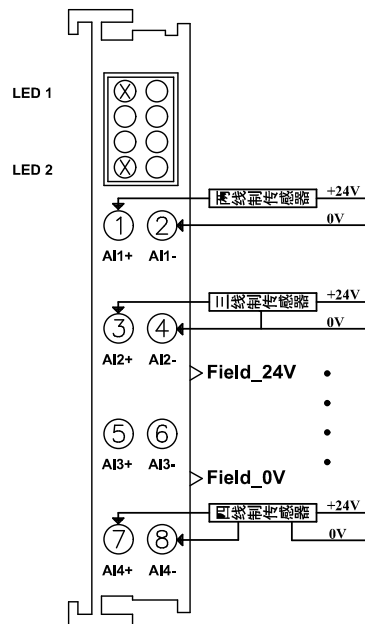 LED 1
LED 2
两线制传感器
+24V
1
2
0V
AI1+
AI1-
三线制传感器
+24V
3
4
0V
AI2+
AI2-
Field_24V
5
6
AI3+
AI3-
Field_0V
四线制传感器
+24V
7
8
0V
AI4+
AI4-